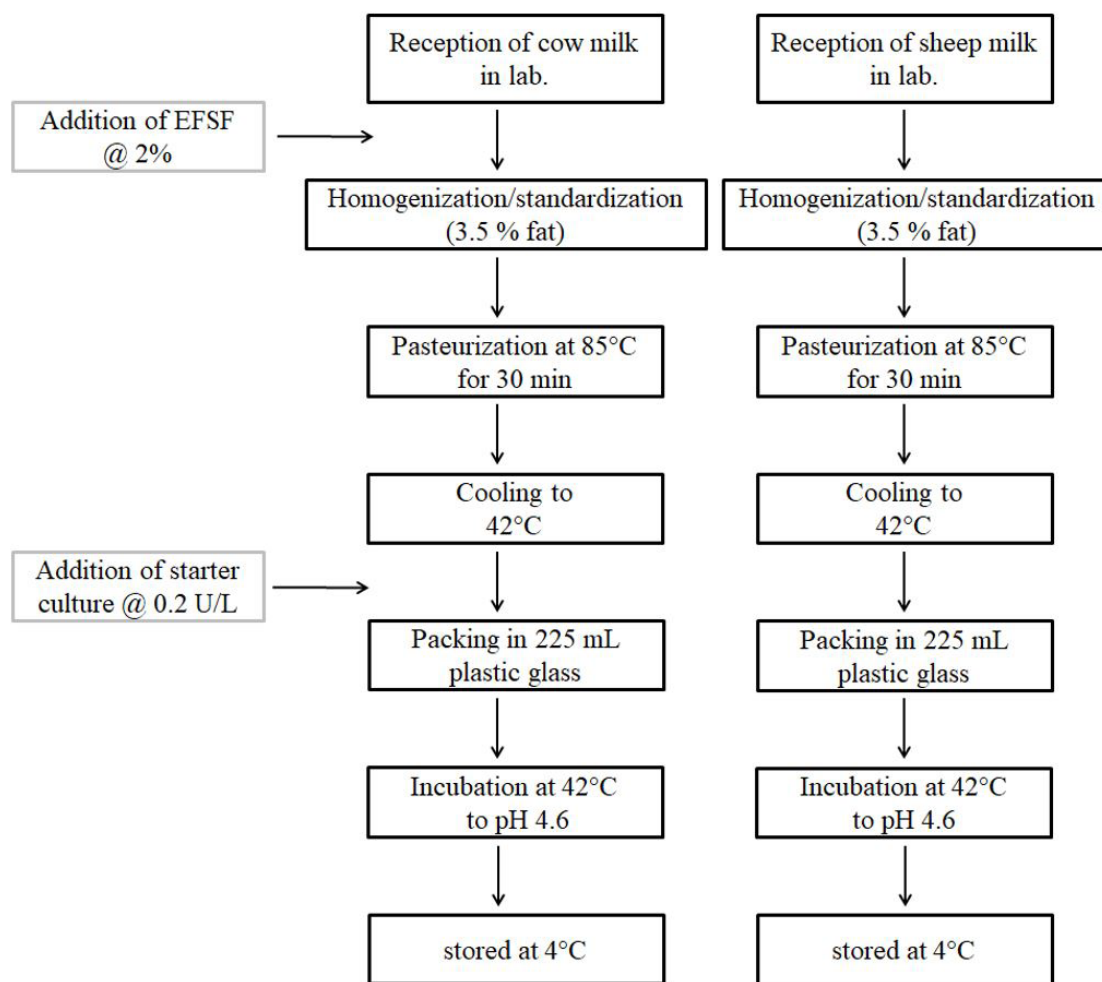 Reception of cow milk
in lab.
Reception of sheep milk
in lab.
Addition of EFSF
@ 2%
Homogenization/standardization
(3.5 % fat)
Homogenization/standardization
(3.5 % fat)
Pasteurization at 85°C
for 30 min
Pasteurization at 85°C
for 30 min
Cooling to
42°C
Cooling to
42°C
Addition of starter
culture @ 0.2 U/L
Packing in 225 mL
plastic glass
Packing in 225 mL
plastic glass
Incubation at 42°C
to pH 4.6
Incubation at 42°C
to pH 4.6
stored at 4°C
stored at 4°C